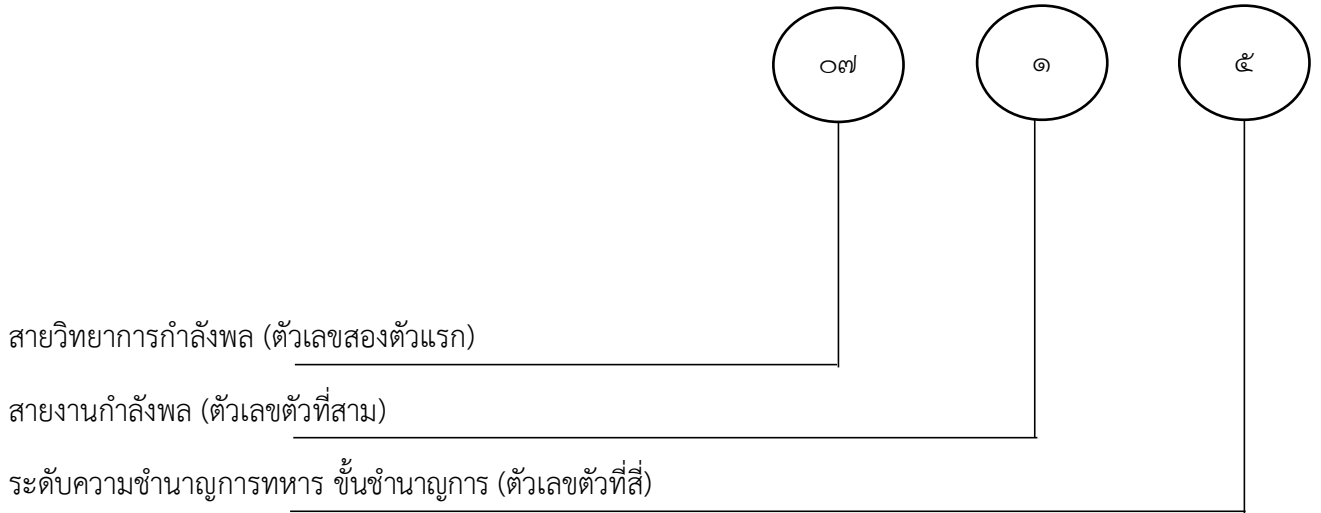 ๐๗ ๑ ๕
สายวิทยาการกำลังพล (ตัวเลขสองตัวแรก)
สายงานกำลังพล (ตัวเลขตัวที่สาม)
ระดับความชำนาญการทหาร ขั้นชำนาญการ (ตัวเลขตัวที่สี่)